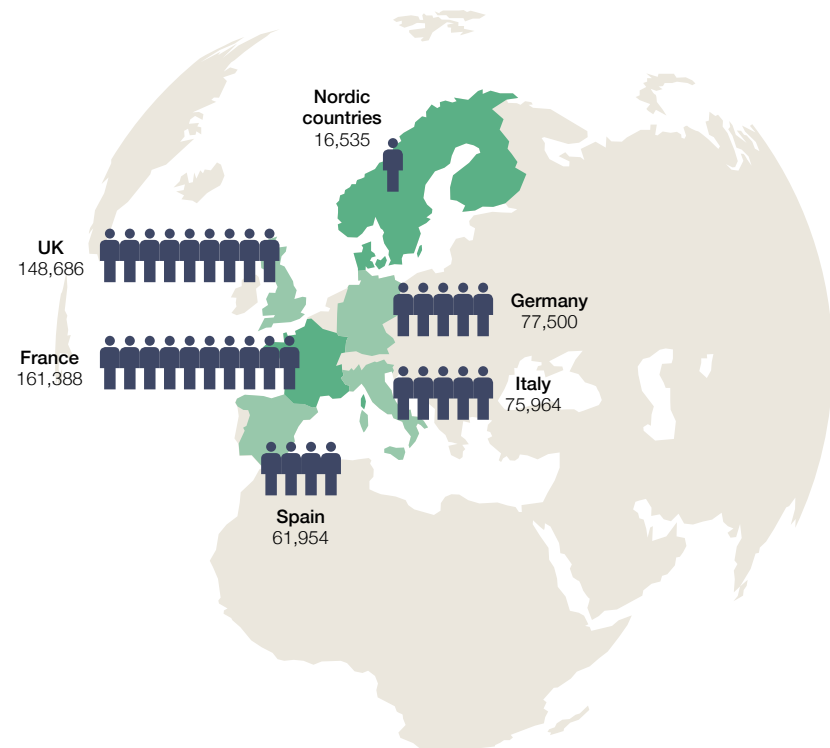 Nordic
countries
16,535
UK
148,686
Germany
77,500
France
161,388
Italy
75,964
Spain
61,954